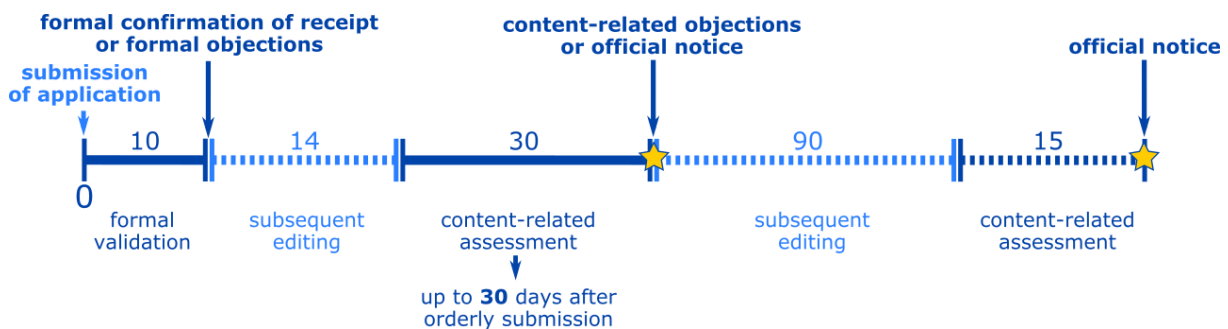 formal confirmation of receipt
or formal objections
content-related objections
or official notice
official notice
submission
of application
10
14
30
90
15
0
formal
validation
subsequent
editing
content-related
assessment
subsequent
editing
content-related
assessment
up to 30 days after
orderly submission